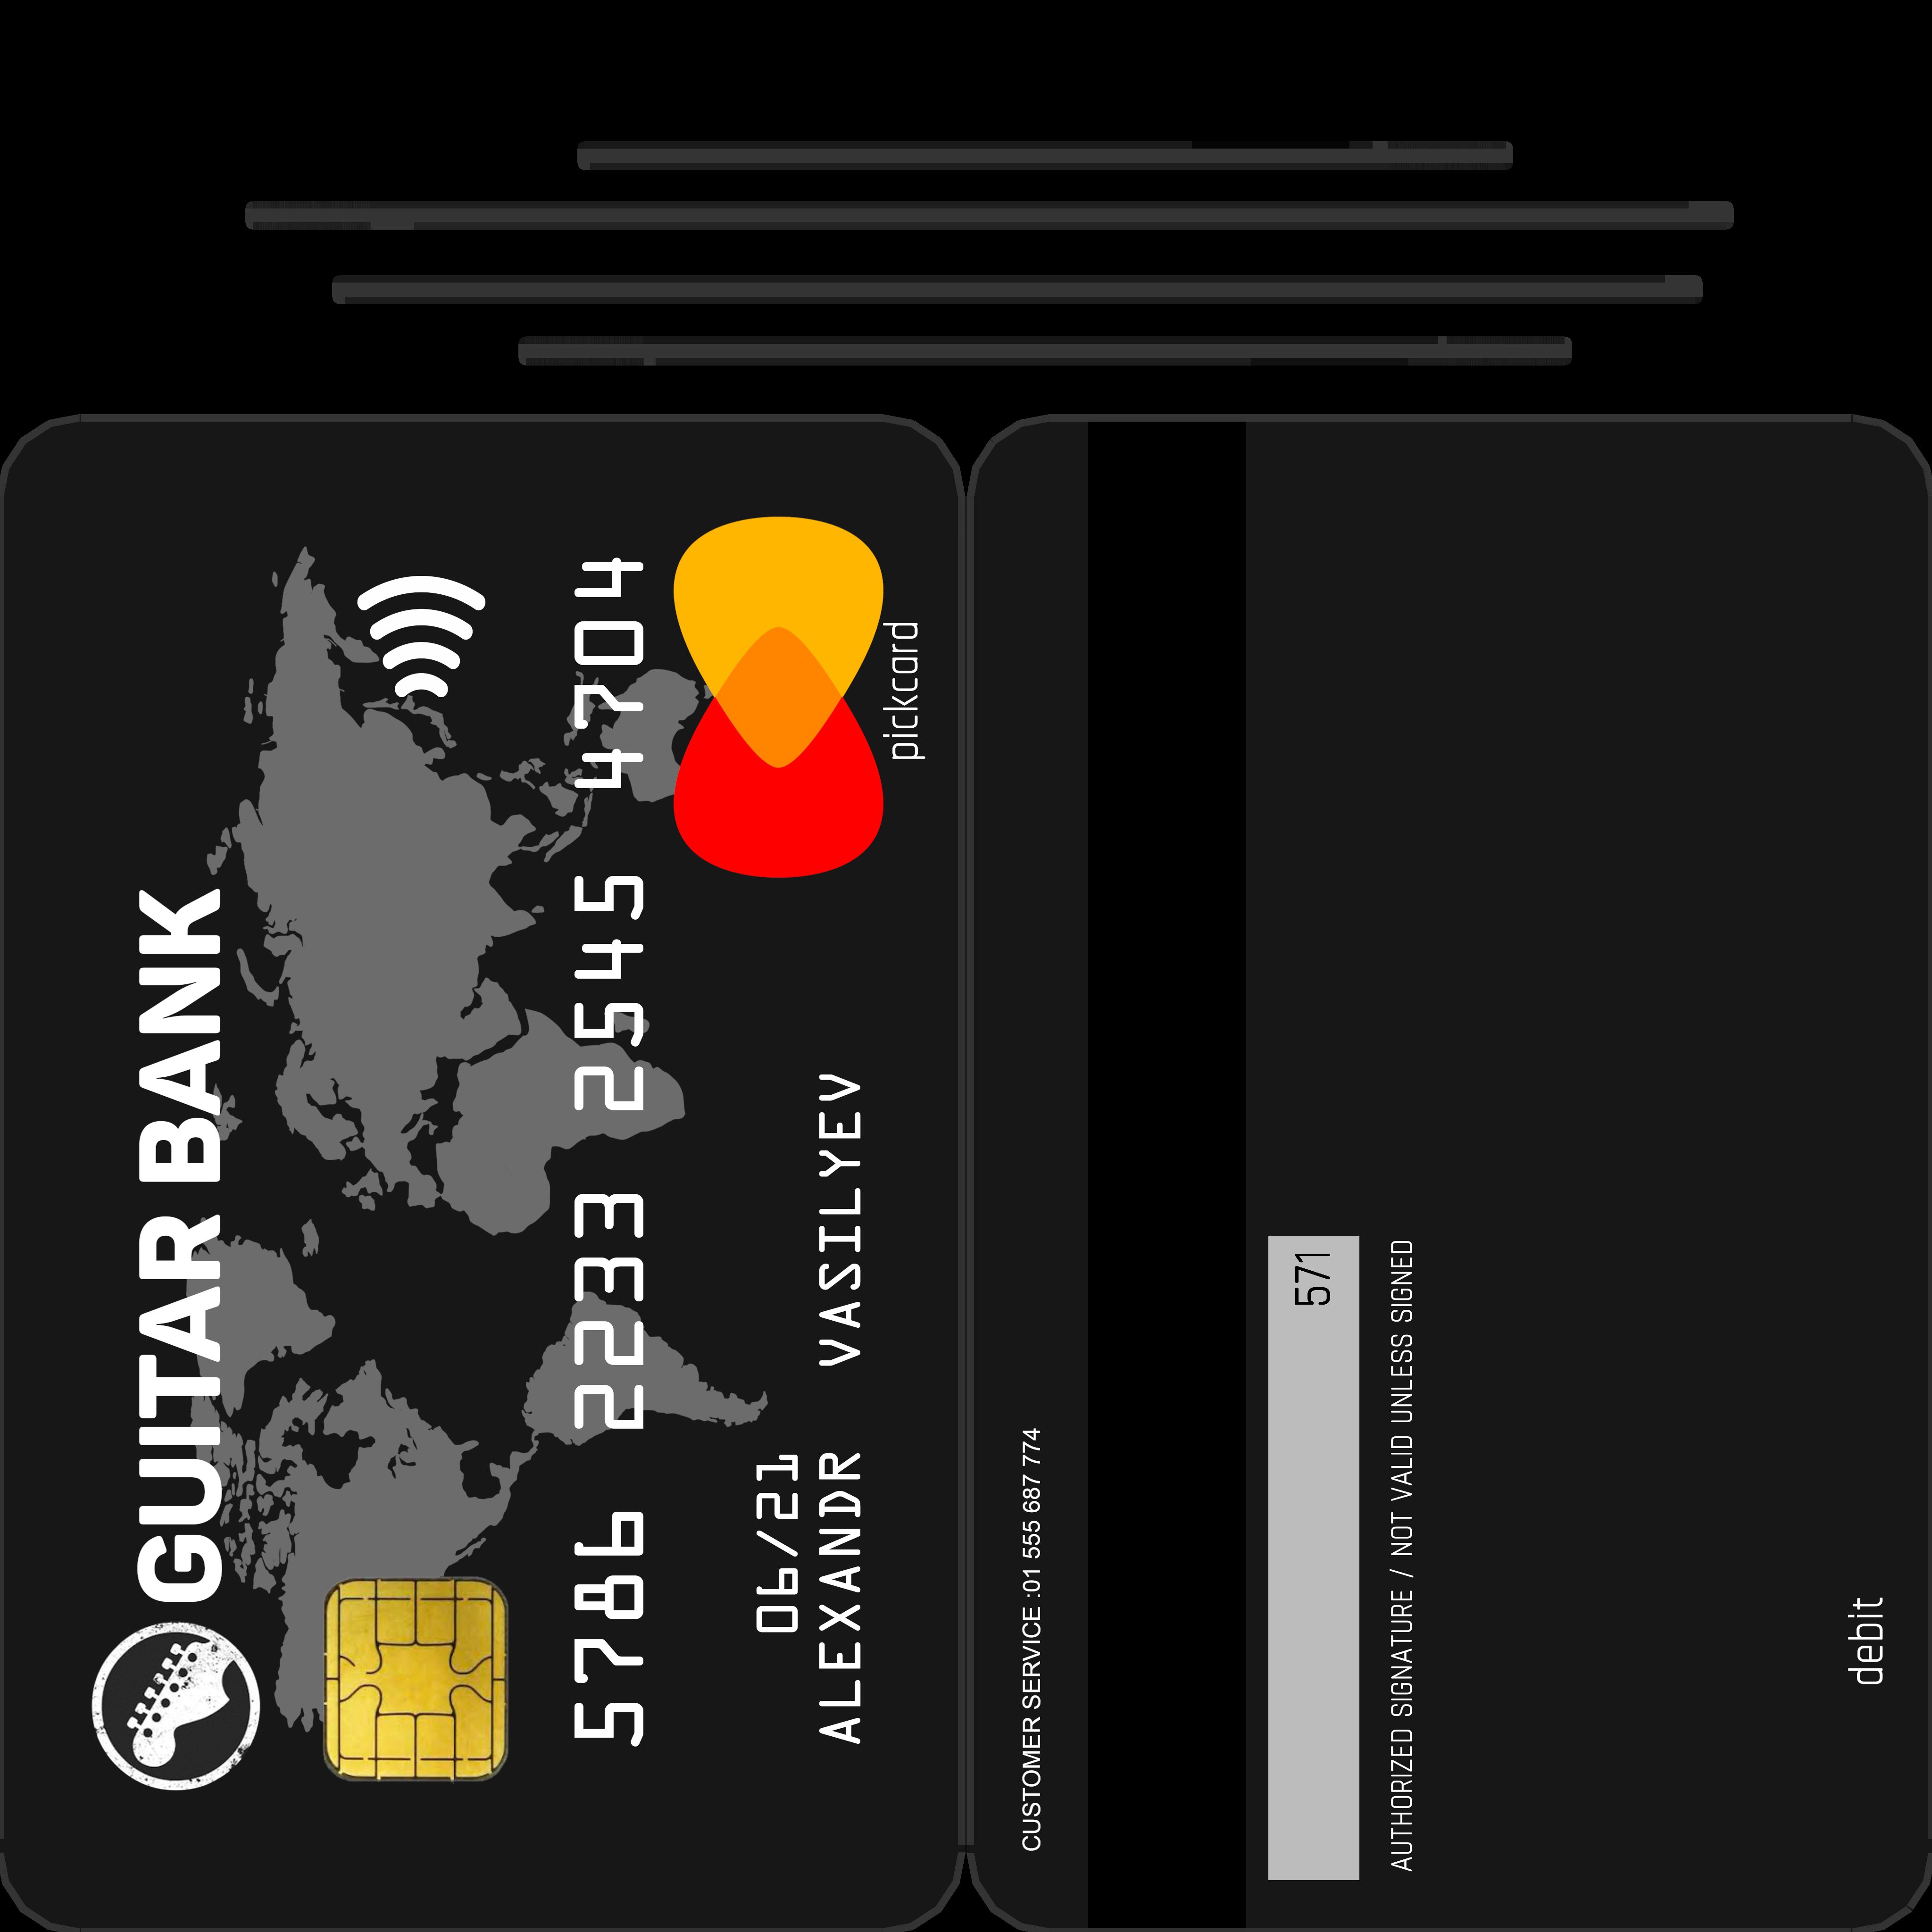 GUITAR BANK
5786 2233 2545 4704
06/21
ALEXANDR VASILYEV
pickcard
CUSTOMER SERVICE :01 555 687 774
571
AUTHORIZED SIGNATURE / NOT VALID UNLESS SIGNED
debit